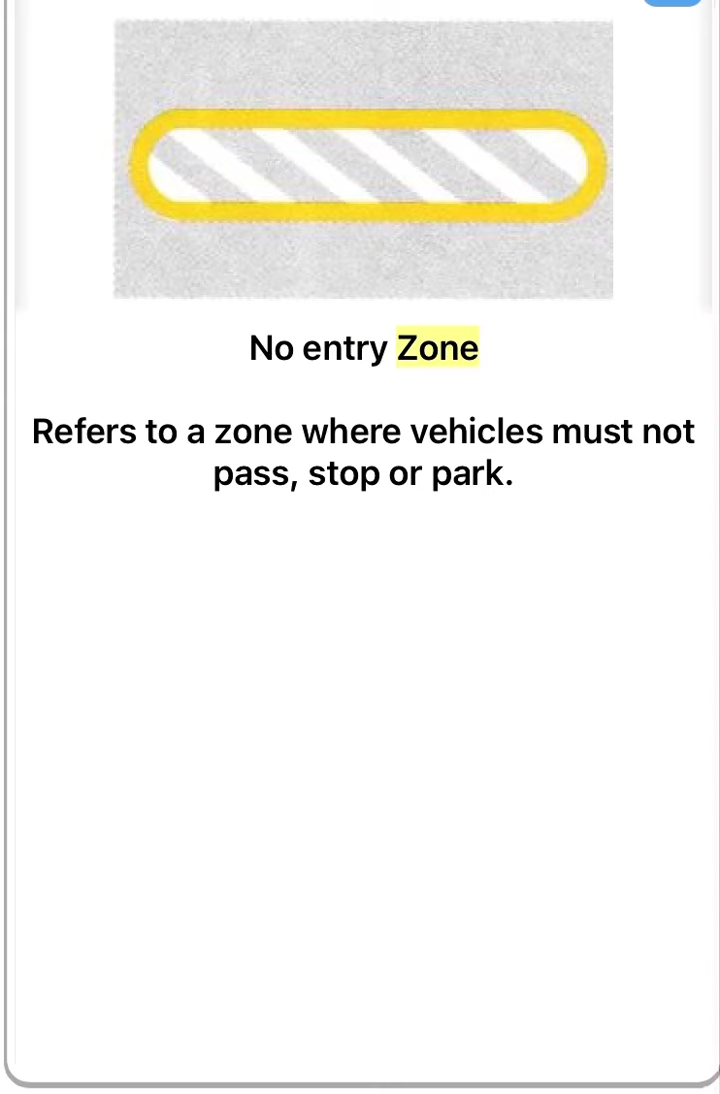 No entry Zone
Refers to a zone where vehicles must not
pass, stop or park.